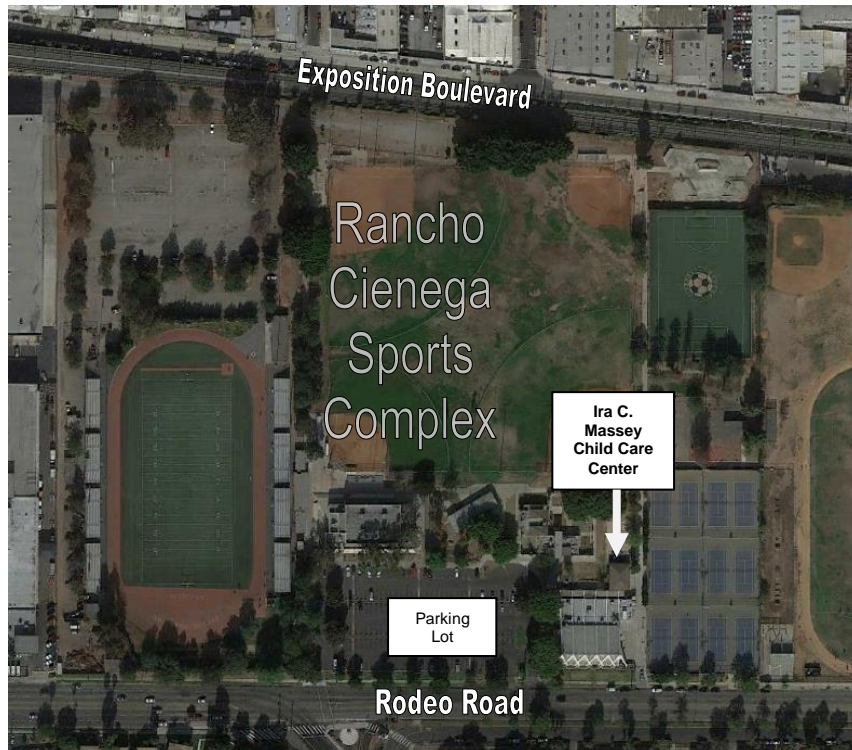 Exposition Boulevard
Rancho
Cienega
Sports
Complex
Ira C.
Massey
Child Care
Center
Parking
Lot
Rodeo Road